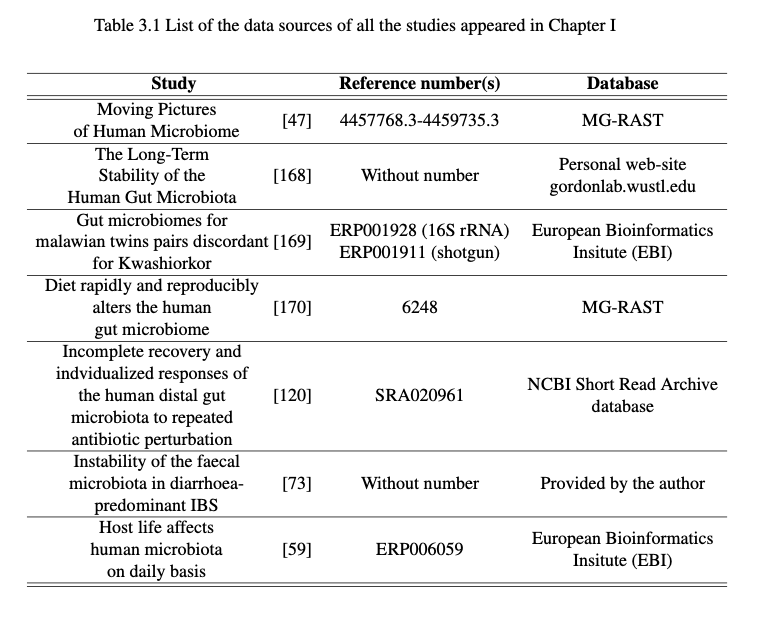 Table 3.1 List of the data sources of all the studies appeared in Chapter I
Study Reference number(s) Database
Moving Pictures
of Human Microbiome [47] 4457768.3-4459735.3 MG-RAST
The Long-Term
Stability of the
Human Gut Microbiota [168] Without number Personal web-site
gordonlab.wustl.edu
Gut microbiomes for
malawian twins pairs discordant
for Kwashiorkor [169] ERP001928 (16S rRNA)
ERP001911 (shotgun) European Bioinformatics
Insitute (EBI)
Diet rapidly and reproducibly
alters the human
gut microbiome [170] 6248 MG-RAST
Incomplete recovery and
indvidualized responses of
the human distal gut
microbiota to repeated
antibiotic perturbation [120] SRA020961 NCBI Short Read Archive
database
Instability of the faecal
microbiota in diarrhoea-
predominant IBS [73] Without number Provided by the author
Host life affects
human microbiota
on daily basis [59] ERP006059 European Bioinformatics
Insitute (EBI)